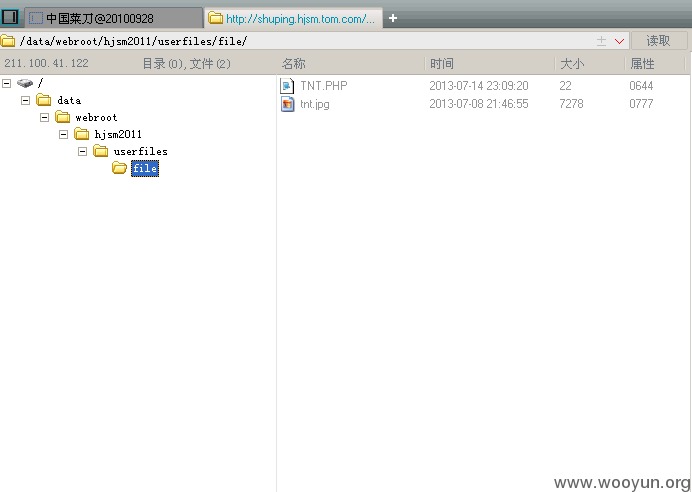 中国菜刀@20100928
http://shuping.hjsm.tom.com/...
/data/webroot/hjsm2011/userfiles/file/
读取
211.100.41.122 目录(0),文件(2) 名称 时间 大小 属性
/
data
webroot
hjsm2011
userfiles
file
TNT.PHP 2013-07-14 23:09:20 22 0644
tnt.jpg 2013-07-08 21:46:55 7278 0777
www.wooyun.org